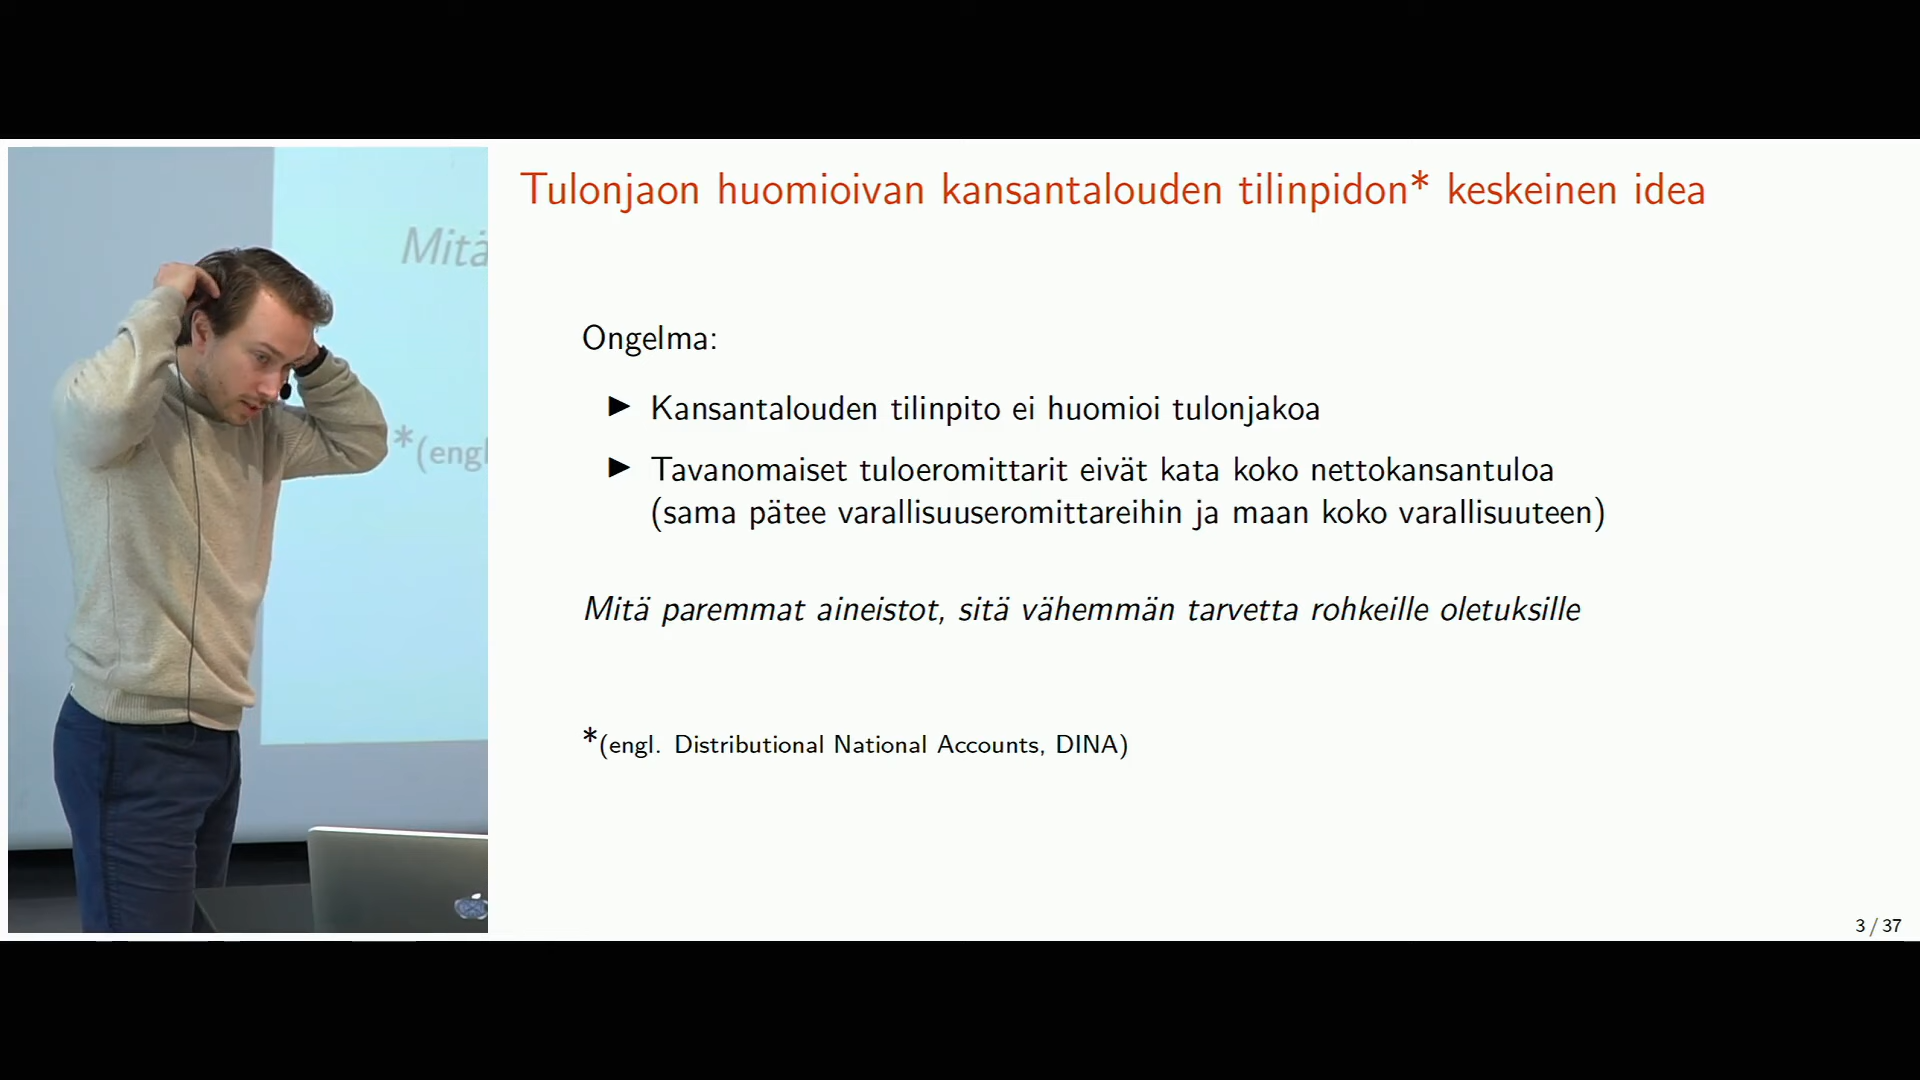 Tulonjaon huomioivan kansantalouden tilinpidon* keskeinen idea
Ongelma:
Kansantalouden tilinpito ei huomioi tulonjakoa
Tavanomaiset tuloeromittarit eivät kata koko nettokansantuloa
(sama pätee varallisuuseromittareihin ja maan koko varallisuuteen)
Mitä paremmat aineistot, sitä vähemmän tarvetta rohkeille oletuksille
*(engl. Distributional National Accounts, DINA)
3 / 37
Mitä
*(engl